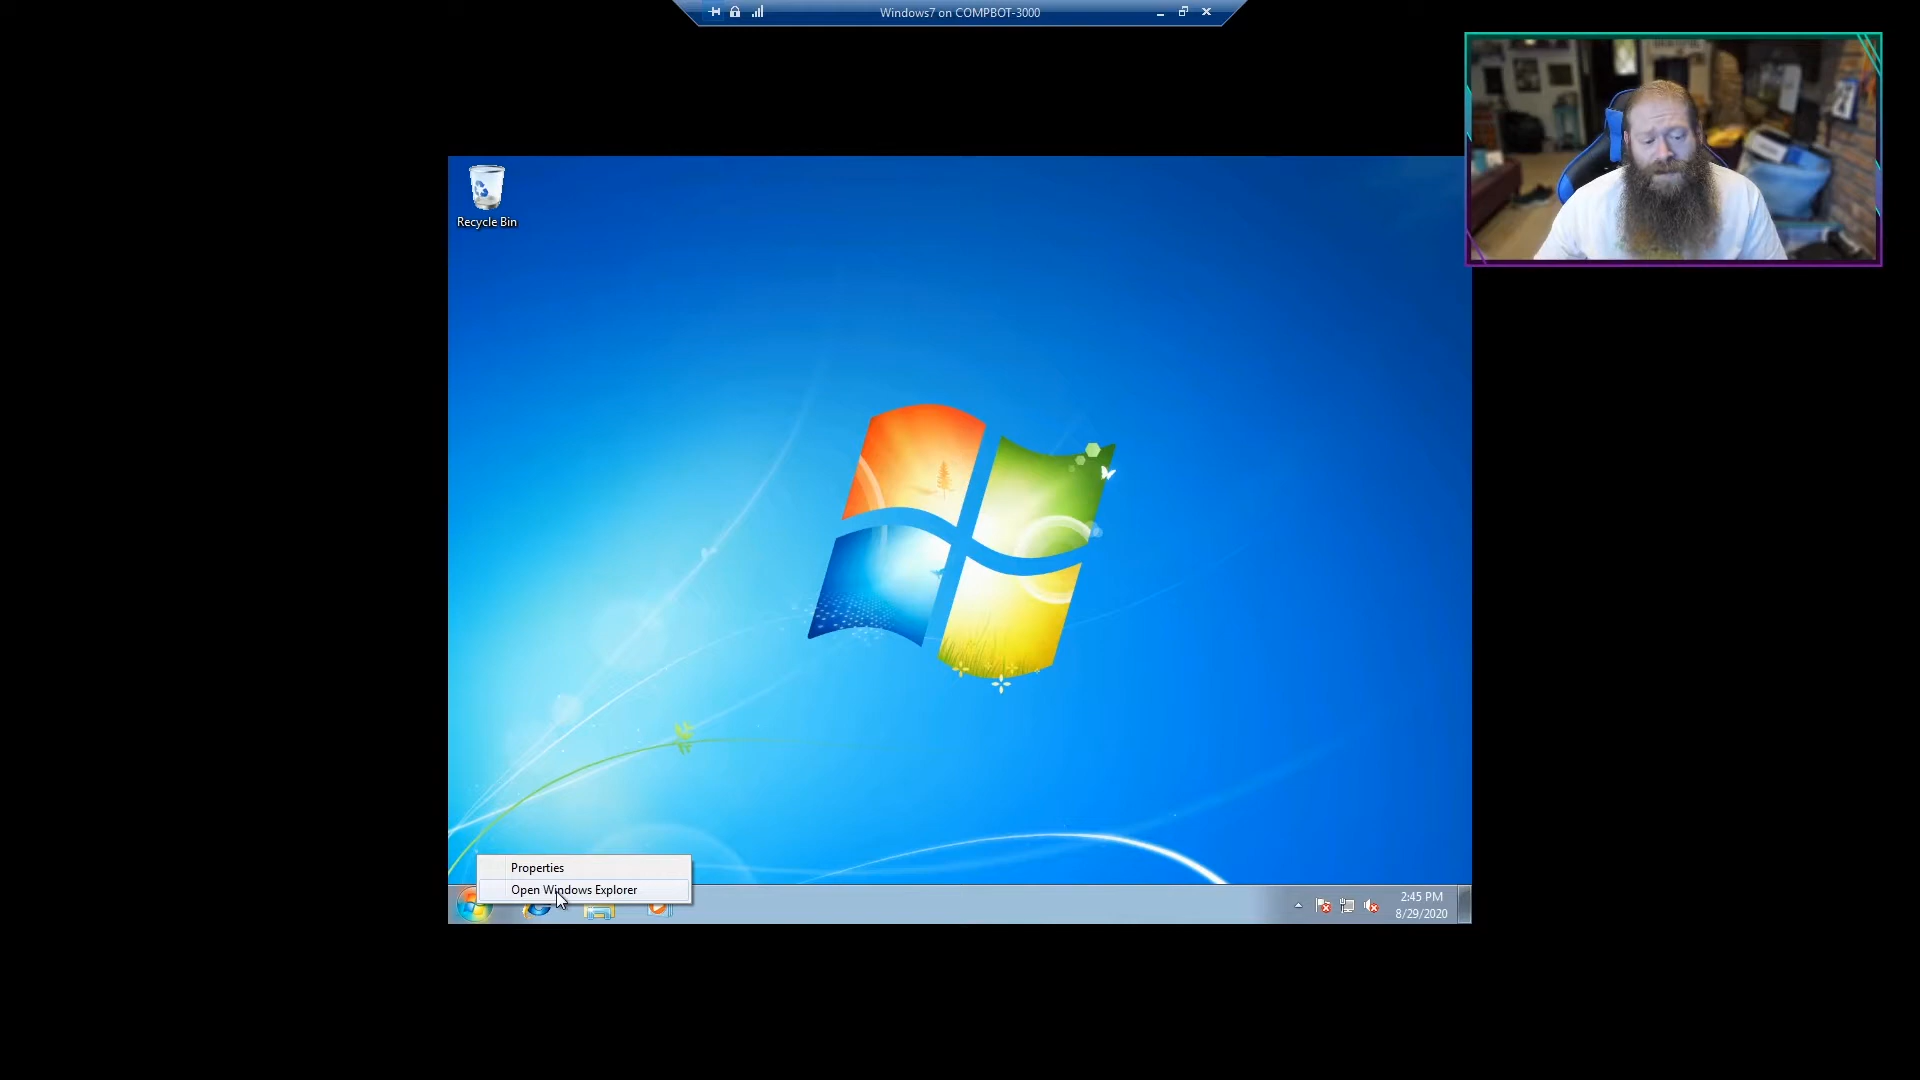 Windows7 on COMPBOT-3000
Recycle Bin
Properties
Open Windows Explorer
2:45 PM
8/29/2020